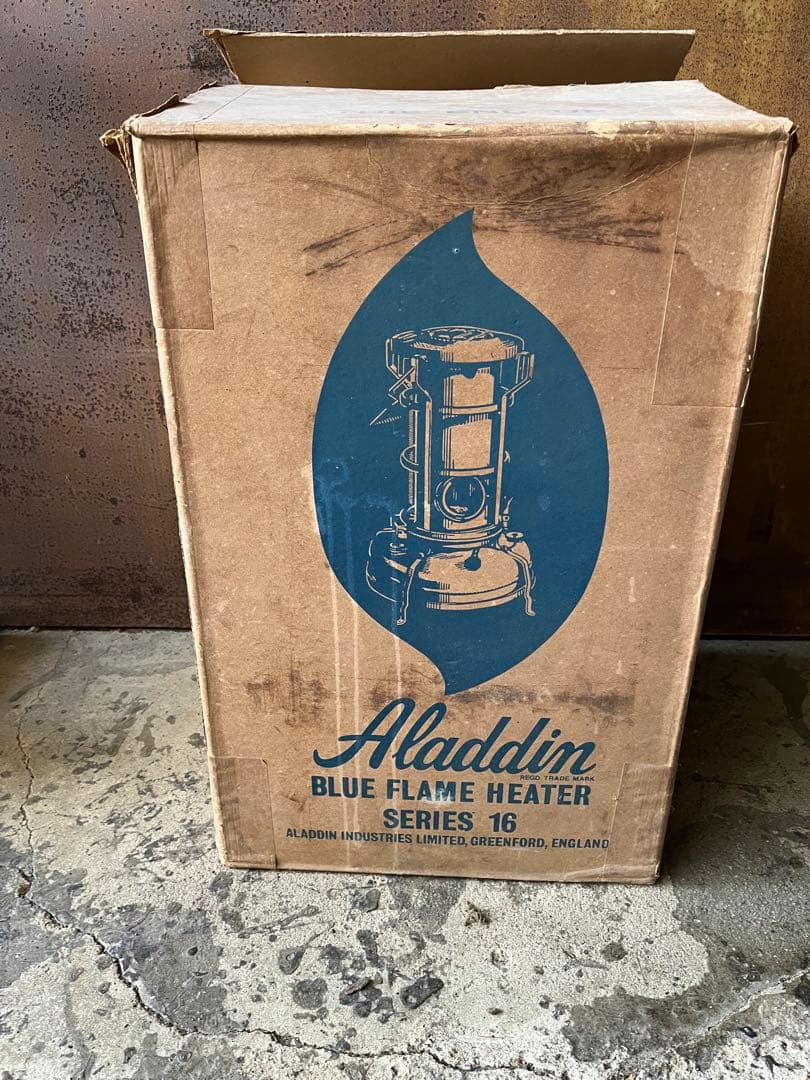 Aladdin
REGD. TRADE MARK
BLUE FLAME HEATER
SERIES 16
ALADDIN INDUSTRIES LIMITED, GREENFORD, ENGLAND